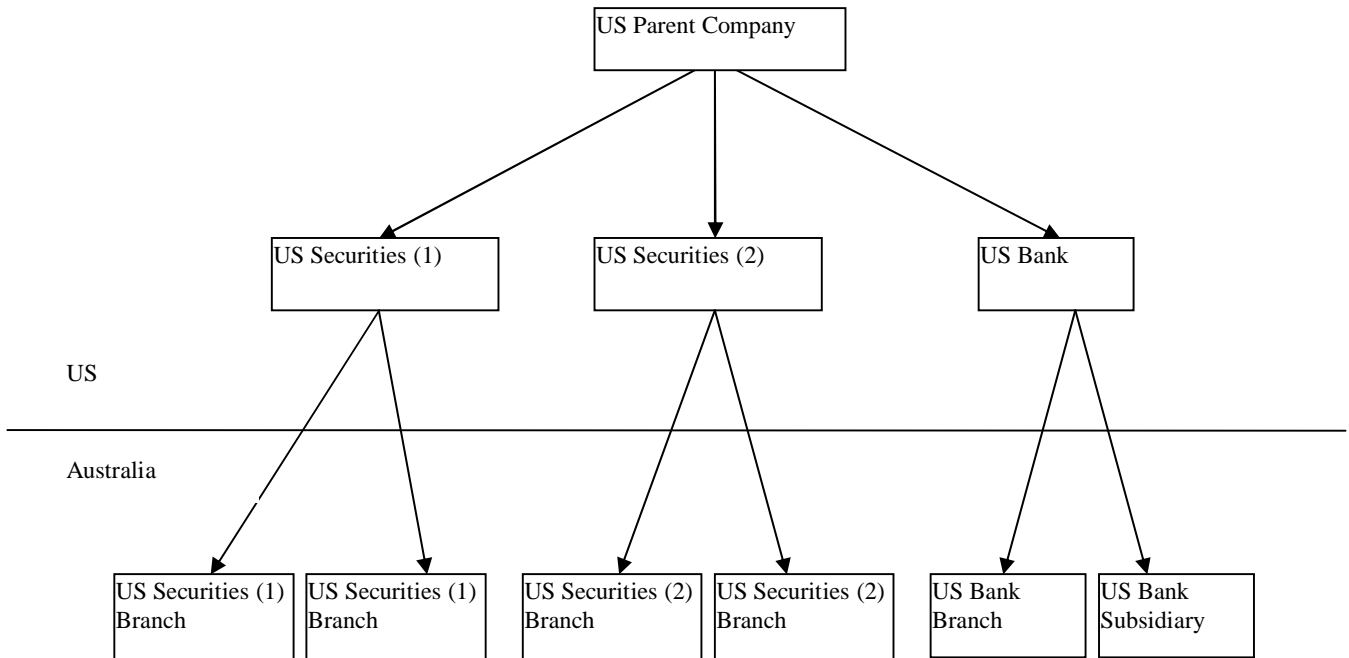 US Parent Company
US Securities (1)
US Securities (2)
US Bank
US
Australia
US Securities (1)
Branch
US Securities (1)
Branch
US Securities (2)
Branch
US Securities (2)
Branch
US Bank
Branch
US Bank
Subsidiary